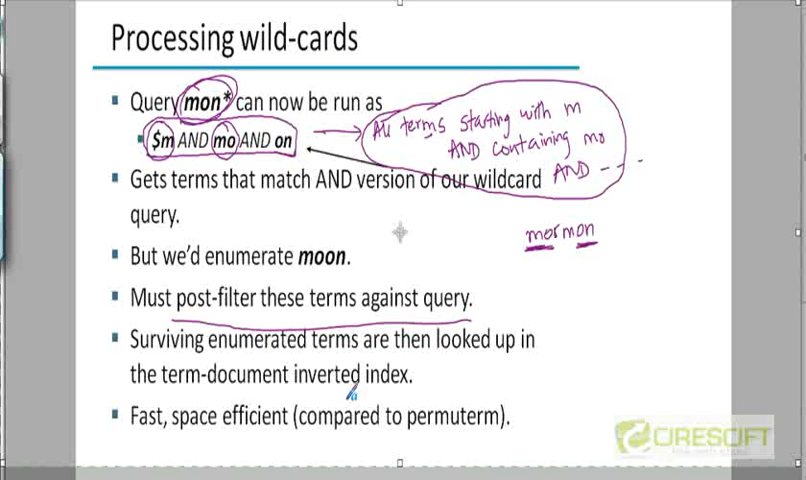 Processing wild-cards
▪ Query mon* can now be run as
▪ $m AND mo AND on
All terms starting with m
AND containing mo
AND - - -
▪ Gets terms that match AND version of our wildcard
query.
mormon
▪ But we'd enumerate moon.
▪ Must post-filter these terms against query.
▪ Surviving enumerated terms are then looked up in
the term-document inverted index.
▪ Fast, space efficient (compared to permuterm).